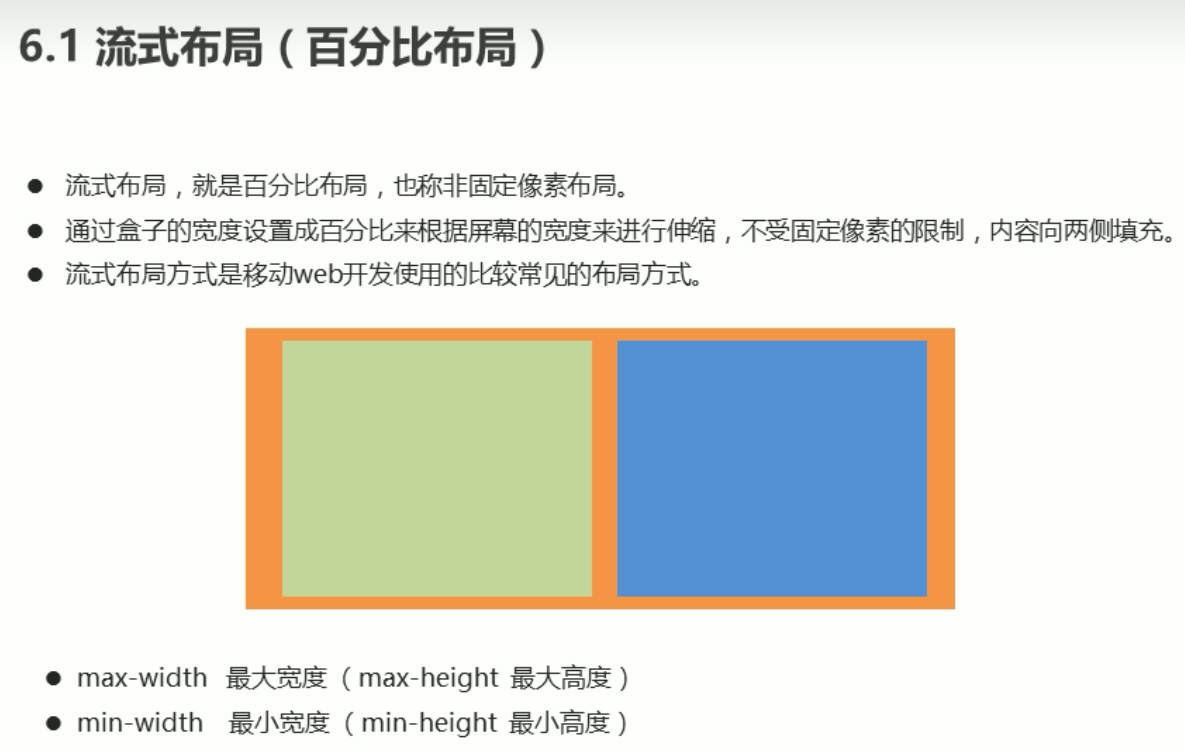 6.1 流式布局（百分比布局）
● 流式布局，就是百分比布局，也称非固定像素布局。
● 通过盒子的宽度设置成百分比来根据屏幕的宽度来进行伸缩，不受固定像素的限制，内容向两侧填充。
● 流式布局方式是移动web开发使用的比较常见的布局方式。
● max-width 最大宽度（max-height 最大高度）
● min-width 最小宽度（min-height 最小高度）